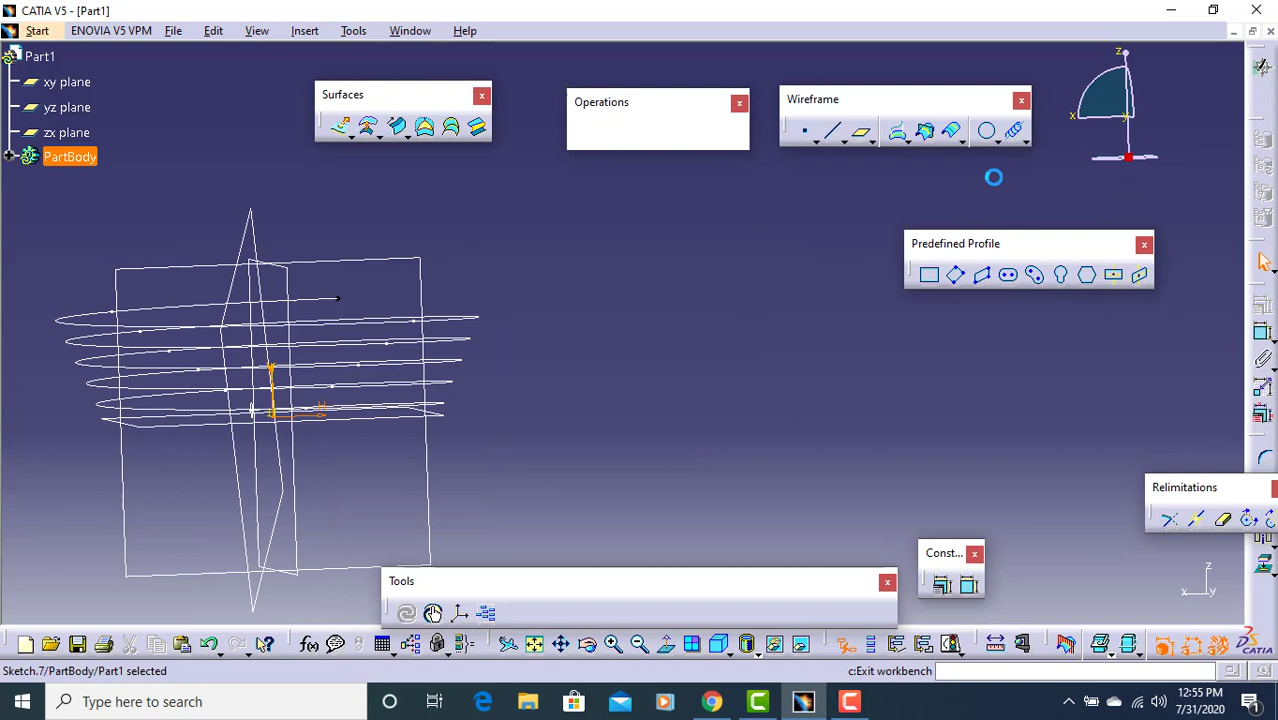 CATIA V5 - [Part1]
Start ENOVIA V5 VPM File Edit View Insert Tools Window Help
Part1
xy plane
yz plane
zx plane
PartBody
Surfaces
Operations
Wireframe
z
x
y
Predefined Profile
H
Relimitations
Const...
Tools
z
x
y
f(x)
CATIA
Sketch.7/PartBody/Part1 selected
c:Exit workbench
Type here to search
12:55 PM
7/31/2020
1